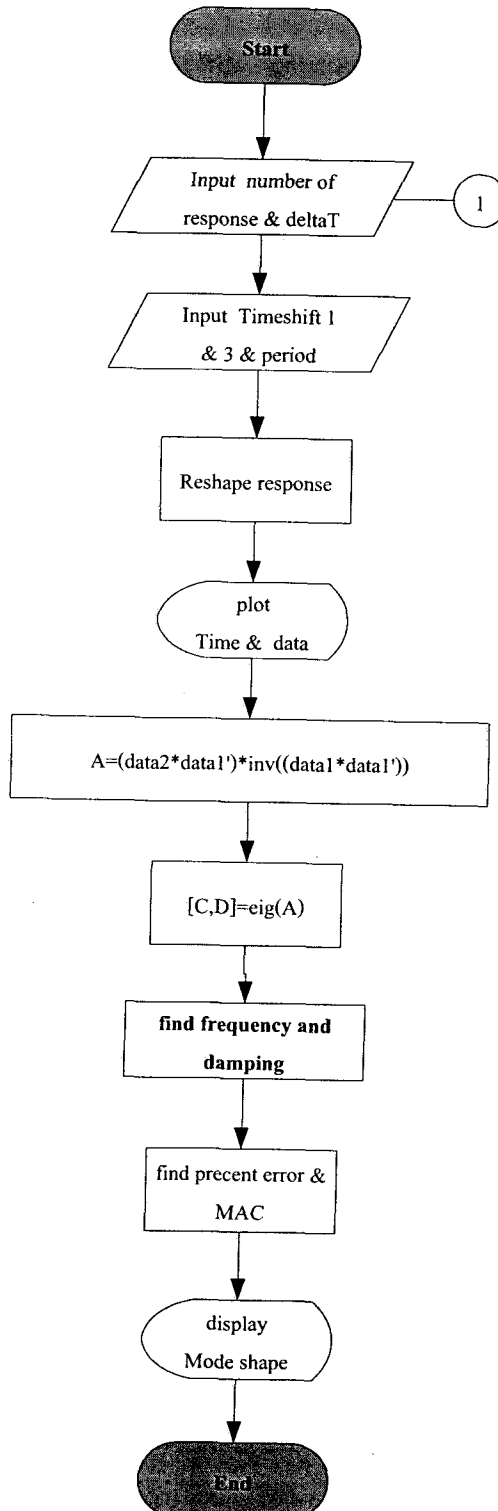 Start
Input number of
response & deltaT
1
Input Timeshift 1
& 3 & period
Reshape response
plot
Time & data
A=(data2*data1')*inv((data1*data1'))
[C,D]=eig(A)
find frequency and
damping
find precent error &
MAC
display
Mode shape
End